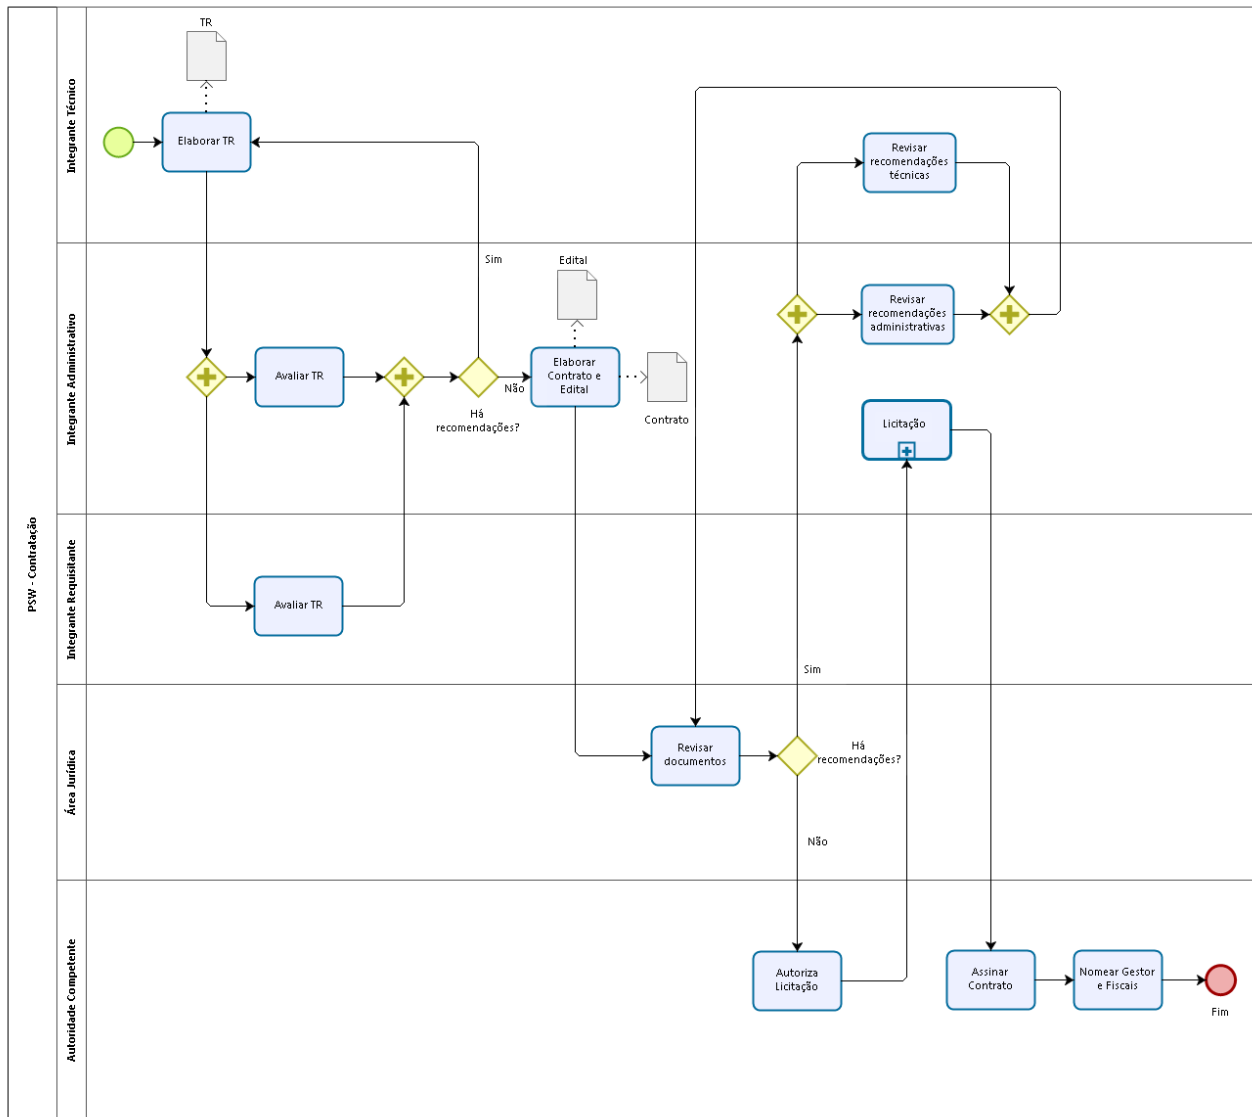 PSW - Contratação
Integrante Técnico
TR
Elaborar TR
Revisar
recomendações
técnicas
Integrante Administrativo
Sim
Edital
Avaliar TR
Há
recomendações?
Não
Elaborar
Contrato e
Edital
Contrato
Revisar
recomendações
administrativas
Licitação
Integrante Requisitante
Avaliar TR
Sim
Área Jurídica
Revisar
documentos
Há
recomendações?
Não
Autoridade Competente
Autoriza
Licitação
Assinar
Contrato
Nomear Gestor
e Fiscais
Fim